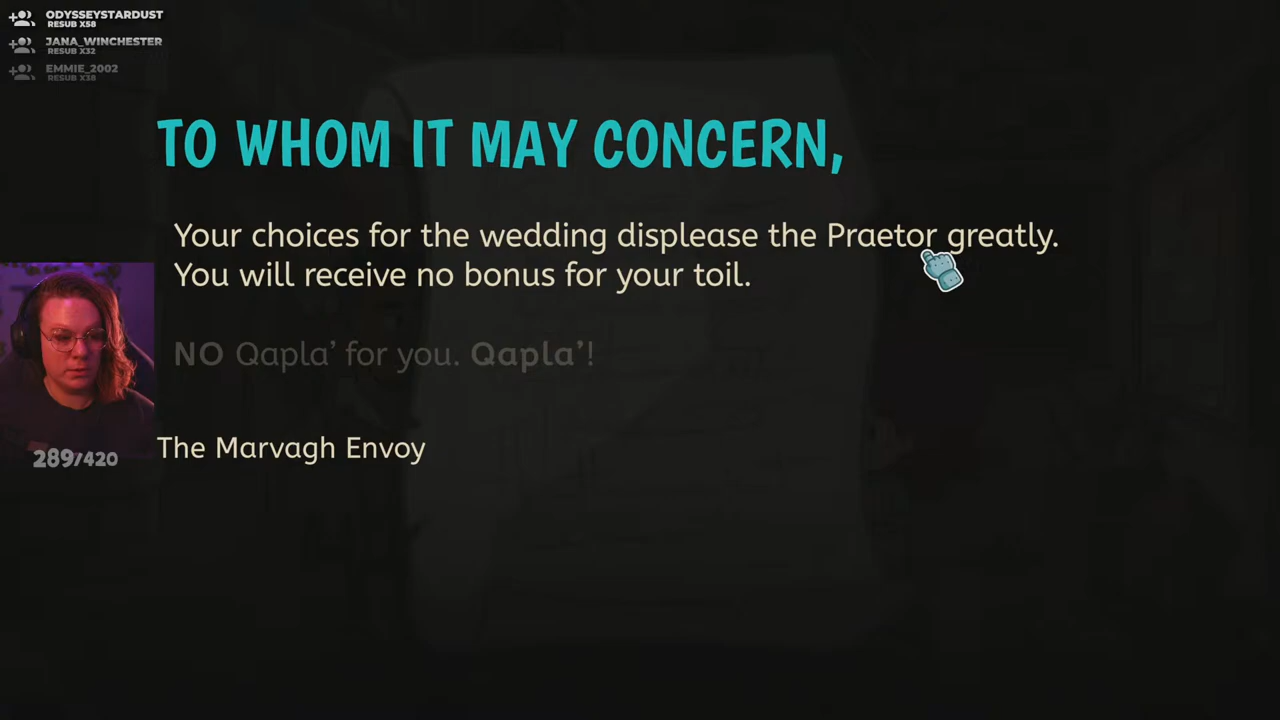 ODYSSEYSTARDUST
RESUB X58
JANA_WINCHESTER
RESUB X32
EMMIE_2002
RESUB X38
TO WHOM IT MAY CONCERN,
Your choices for the wedding displease the Praetor greatly.
You will receive no bonus for your toil.
NO Qapla’ for you. Qapla’!
The Marvagh Envoy
289/420